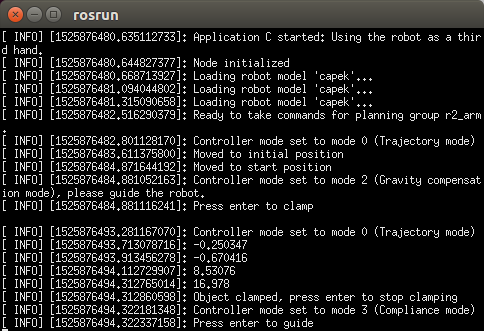 rosrun
[ INFO] [1525876480.635112733]: Application C started: Using the robot as a thir
d hand.
[ INFO] [1525876480.644827377]: Node initialized
[ INFO] [1525876480.668713927]: Loading robot model 'capek'...
[ INFO] [1525876481.094044802]: Loading robot model 'capek'...
[ INFO] [1525876481.315090658]: Loading robot model 'capek'...
[ INFO] [1525876482.516290379]: Ready to take commands for planning group r2_arm
.
[ INFO] [1525876482.801128170]: Controller mode set to mode 0 (Trajectory mode)
[ INFO] [1525876483.611375800]: Moved to initial position
[ INFO] [1525876484.871644192]: Moved to start position
[ INFO] [1525876484.881052163]: Controller mode set to mode 2 (Gravity compensat
ion mode), please guide the robot.
[ INFO] [1525876484.881116241]: Press enter to clamp

[ INFO] [1525876493.281167070]: Controller mode set to mode 0 (Trajectory mode)
[ INFO] [1525876493.713078716]: -0.250347
[ INFO] [1525876493.913456278]: -0.670416
[ INFO] [1525876494.112729907]: 8.53076
[ INFO] [1525876494.312765014]: 16.978
[ INFO] [1525876494.312860598]: Object clamped, press enter to stop clamping
[ INFO] [1525876494.322181348]: Controller mode set to mode 3 (Compliance mode)
[ INFO] [1525876494.322337158]: Press enter to guide